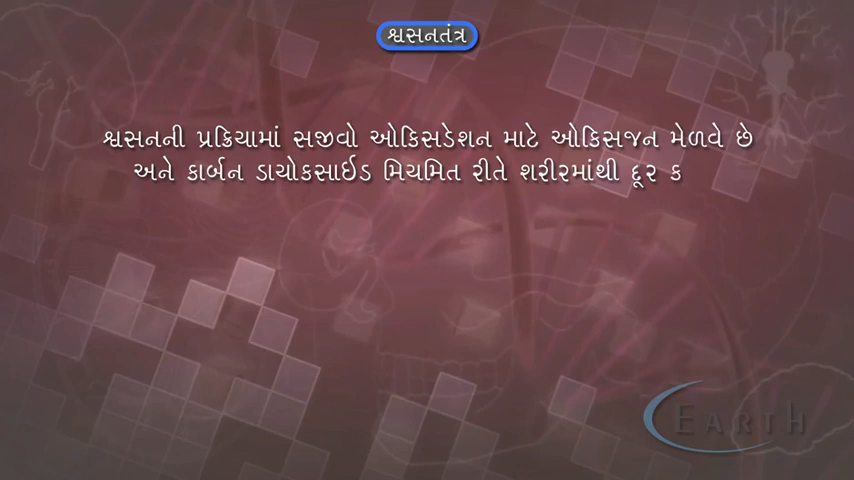 શ્વસનતંત્ર
શ્વસનની પ્રક્રિયામાં સજીવો ઓકિસડેશન માટે ઓકિસજન મેળવે છે
અને કાર્બન ડાયોકસાઈડ મિયમિત રીતે શરીરમાંથી દૂર ક
EARTH